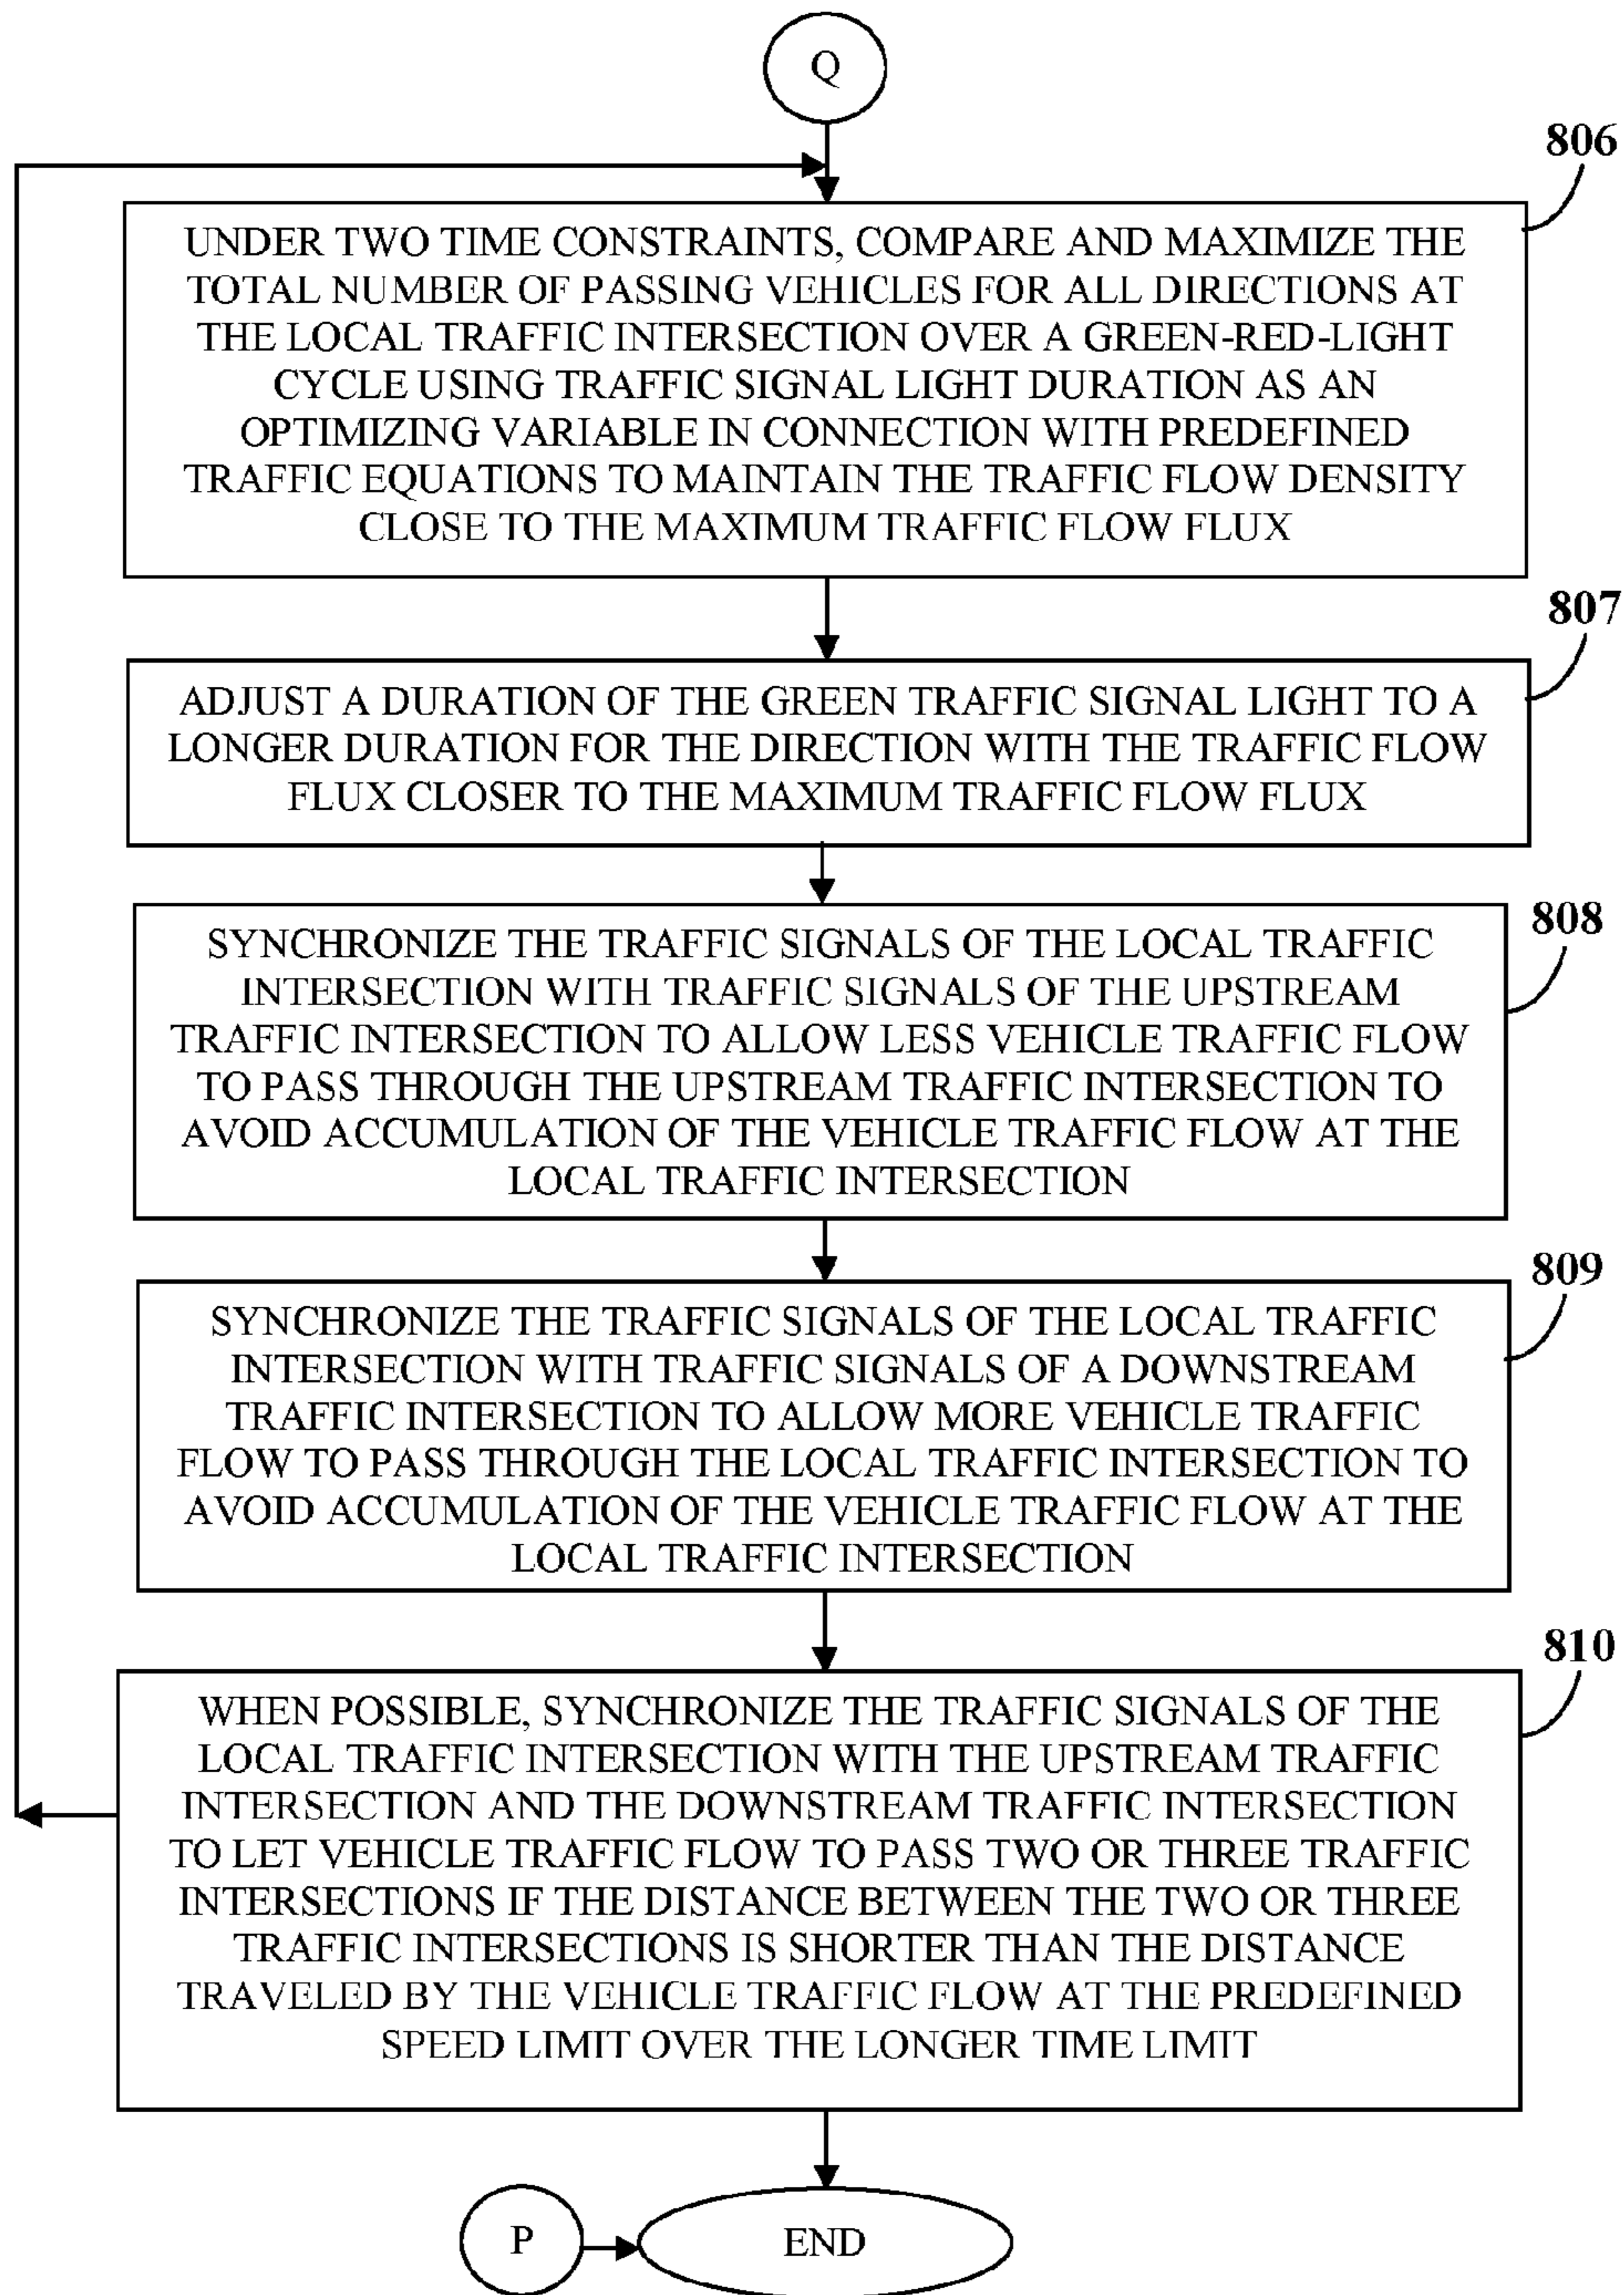 Q
806
UNDER TWO TIME CONSTRAINTS, COMPARE AND MAXIMIZE THE
TOTAL NUMBER OF PASSING VEHICLES FOR ALL DIRECTIONS AT
THE LOCAL TRAFFIC INTERSECTION OVER A GREEN-RED-LIGHT
CYCLE USING TRAFFIC SIGNAL LIGHT DURATION AS AN
OPTIMIZING VARIABLE IN CONNECTION WITH PREDEFINED
TRAFFIC EQUATIONS TO MAINTAIN THE TRAFFIC FLOW DENSITY
CLOSE TO THE MAXIMUM TRAFFIC FLOW FLUX
807
ADJUST A DURATION OF THE GREEN TRAFFIC SIGNAL LIGHT TO A
LONGER DURATION FOR THE DIRECTION WITH THE TRAFFIC FLOW
FLUX CLOSER TO THE MAXIMUM TRAFFIC FLOW FLUX
808
SYNCHRONIZE THE TRAFFIC SIGNALS OF THE LOCAL TRAFFIC
INTERSECTION WITH TRAFFIC SIGNALS OF THE UPSTREAM
TRAFFIC INTERSECTION TO ALLOW LESS VEHICLE TRAFFIC FLOW
TO PASS THROUGH THE UPSTREAM TRAFFIC INTERSECTION TO
AVOID ACCUMULATION OF THE VEHICLE TRAFFIC FLOW AT THE
LOCAL TRAFFIC INTERSECTION
809
SYNCHRONIZE THE TRAFFIC SIGNALS OF THE LOCAL TRAFFIC
INTERSECTION WITH TRAFFIC SIGNALS OF A DOWNSTREAM
TRAFFIC INTERSECTION TO ALLOW MORE VEHICLE TRAFFIC
FLOW TO PASS THROUGH THE LOCAL TRAFFIC INTERSECTION TO
AVOID ACCUMULATION OF THE VEHICLE TRAFFIC FLOW AT THE
LOCAL TRAFFIC INTERSECTION
810
WHEN POSSIBLE, SYNCHRONIZE THE TRAFFIC SIGNALS OF THE
LOCAL TRAFFIC INTERSECTION WITH THE UPSTREAM TRAFFIC
INTERSECTION AND THE DOWNSTREAM TRAFFIC INTERSECTION
TO LET VEHICLE TRAFFIC FLOW TO PASS TWO OR THREE TRAFFIC
INTERSECTIONS IF THE DISTANCE BETWEEN THE TWO OR THREE
TRAFFIC INTERSECTIONS IS SHORTER THAN THE DISTANCE
TRAVELED BY THE VEHICLE TRAFFIC FLOW AT THE PREDEFINED
SPEED LIMIT OVER THE LONGER TIME LIMIT
P
END